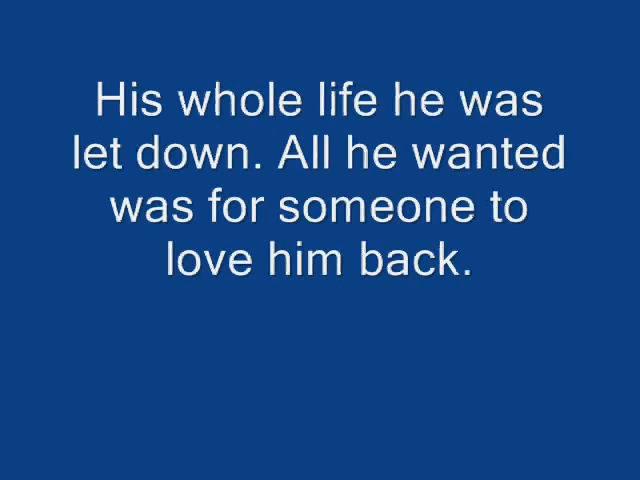 His whole life he was
let down. All he wanted
was for someone to
love him back.